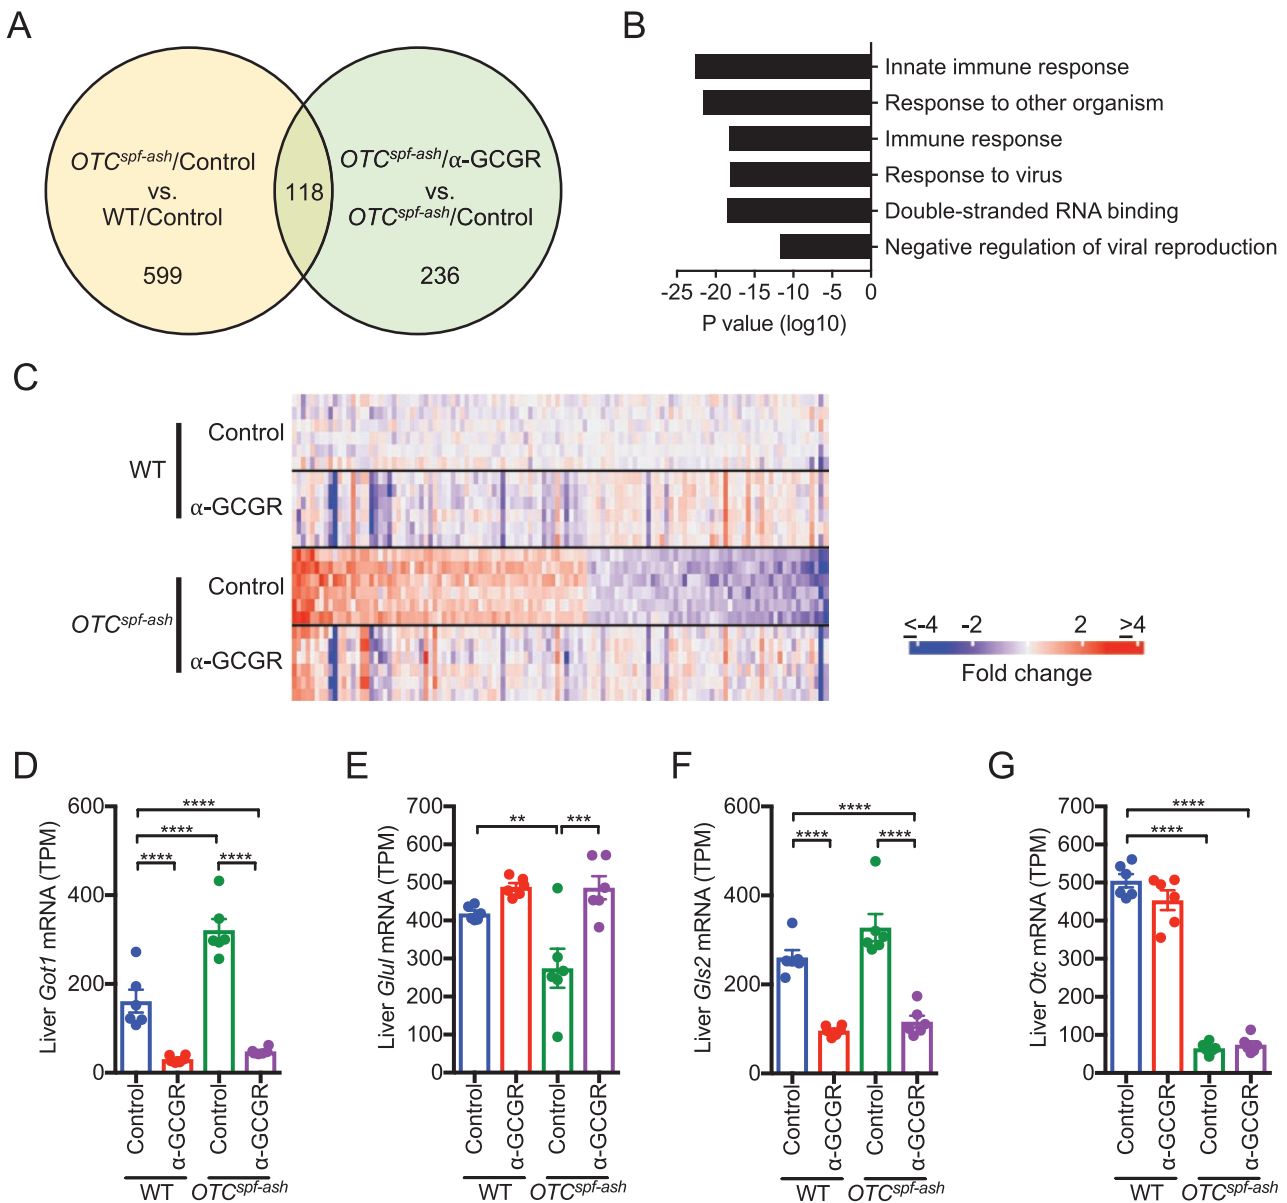 A
OTCspf-ash/Control
vs.
WT/Control
599
118
OTCspf-ash/α-GCGR
vs.
OTCspf-ash/Control
236
B
Innate immune response
Response to other organism
Immune response
Response to virus
Double-stranded RNA binding
Negative regulation of viral reproduction
-25 -20 -15 -10 -5 0
P value (log10)
C
WT
Control
α-GCGR
OTCspf-ash
Control
α-GCGR
≤-4 -2 2 ≥4
Fold change
D
Liver Got1 mRNA (TPM)
600
400
200
0
****
****
**** ****
Control
α-GCGR
Control
α-GCGR
WT OTCspf-ash
E
Liver Glul mRNA (TPM)
700
600
500
400
300
200
100
0
** ***
Control
α-GCGR
Control
α-GCGR
WT OTCspf-ash
F
Liver Gls2 mRNA (TPM)
600
400
200
0
****
**** ****
Control
α-GCGR
Control
α-GCGR
WT OTCspf-ash
G
Liver Otc mRNA (TPM)
700
600
500
400
300
200
100
0
****
****
Control
α-GCGR
Control
α-GCGR
WT OTCspf-ash